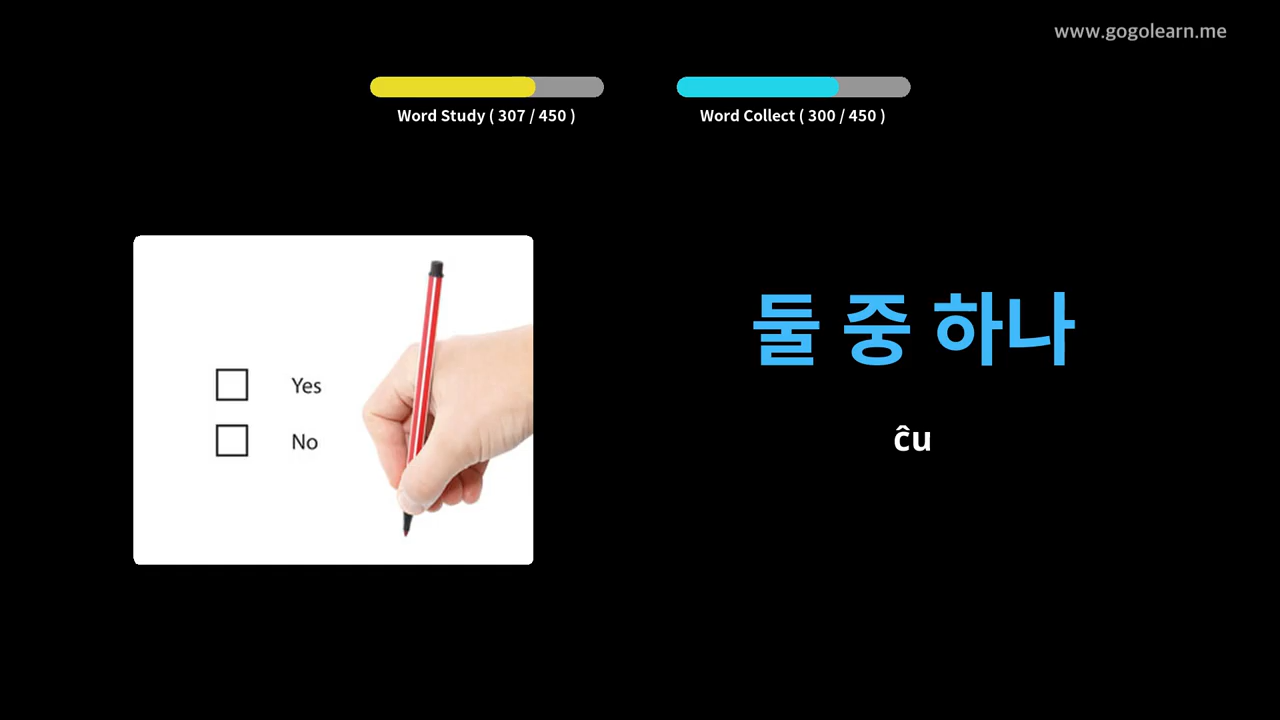 www.gogolearn.me
Word Study ( 307 / 450 )
Word Collect ( 300 / 450 )
Yes
No
둘 중 하나
ĉu